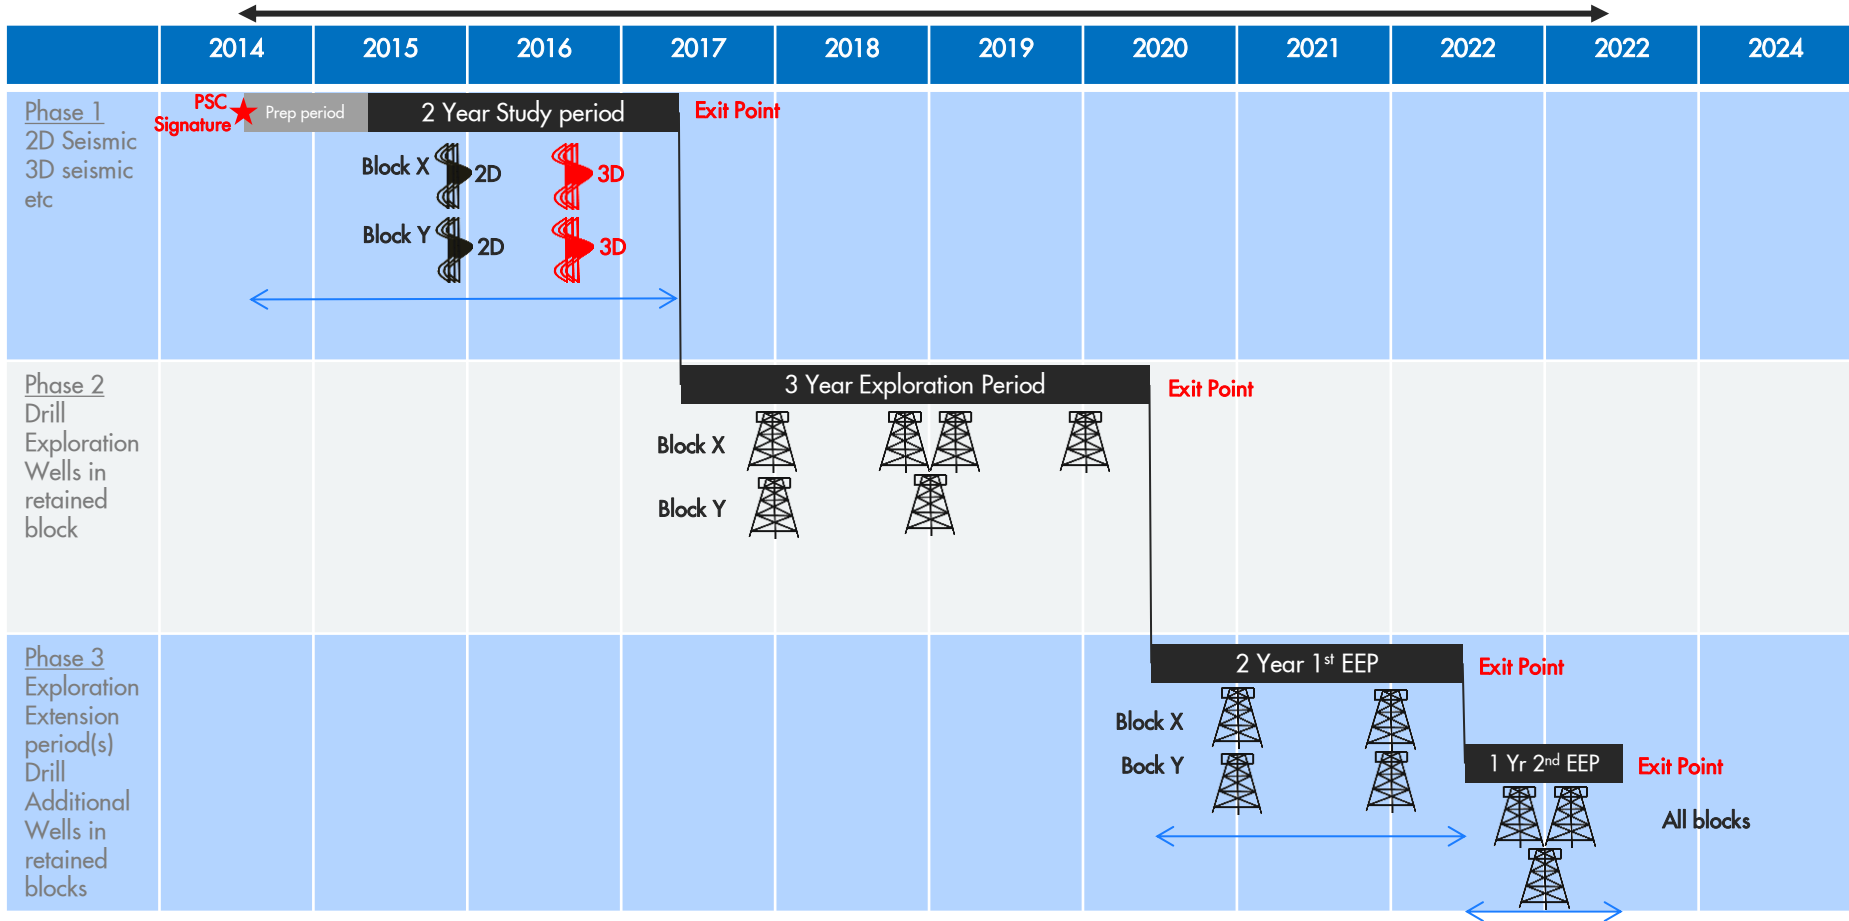 2014 2015 2016 2017 2018 2019 2020 2021 2022 2022 2024
Phase 1
2D Seismic
3D seismic
etc
PSC
Signature
Prep period
2 Year Study period
Exit Point
Block X
2D
3D
Block Y
2D
3D
Phase 2
Drill
Exploration
Wells in
retained
block
3 Year Exploration Period
Exit Point
Block X
Block Y
Phase 3
Exploration
Extension
period(s)
Drill
Additional
Wells in
retained
blocks
2 Year 1st EEP
Exit Point
Block X
Bock Y
1 Yr 2nd EEP
Exit Point
All blocks